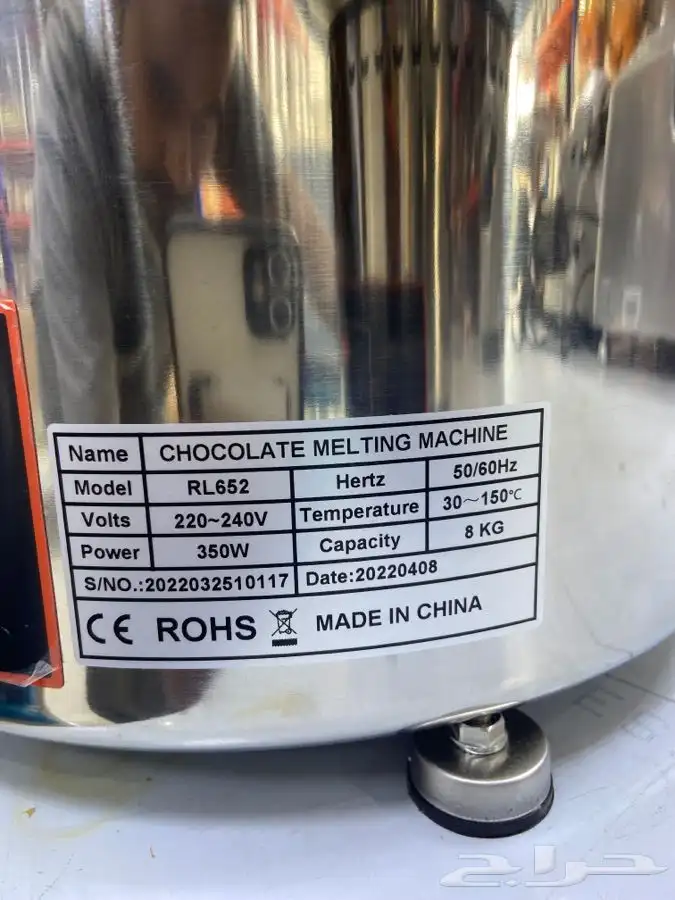 Name CHOCOLATE MELTING MACHINE
Model RL652 Hertz 50/60Hz
Volts 220~240V Temperature 30~150℃
Power 350W Capacity 8 KG
S/NO.:2022032510117 Date:20220408
CE ROHS MADE IN CHINA
حراج